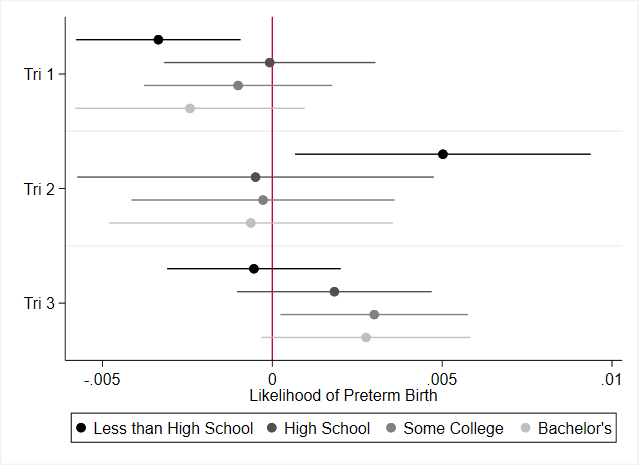 Tri 1
Tri 2
Tri 3
-.005 0 .005 .01
Likelihood of Preterm Birth
Less than High School High School Some College Bachelor's